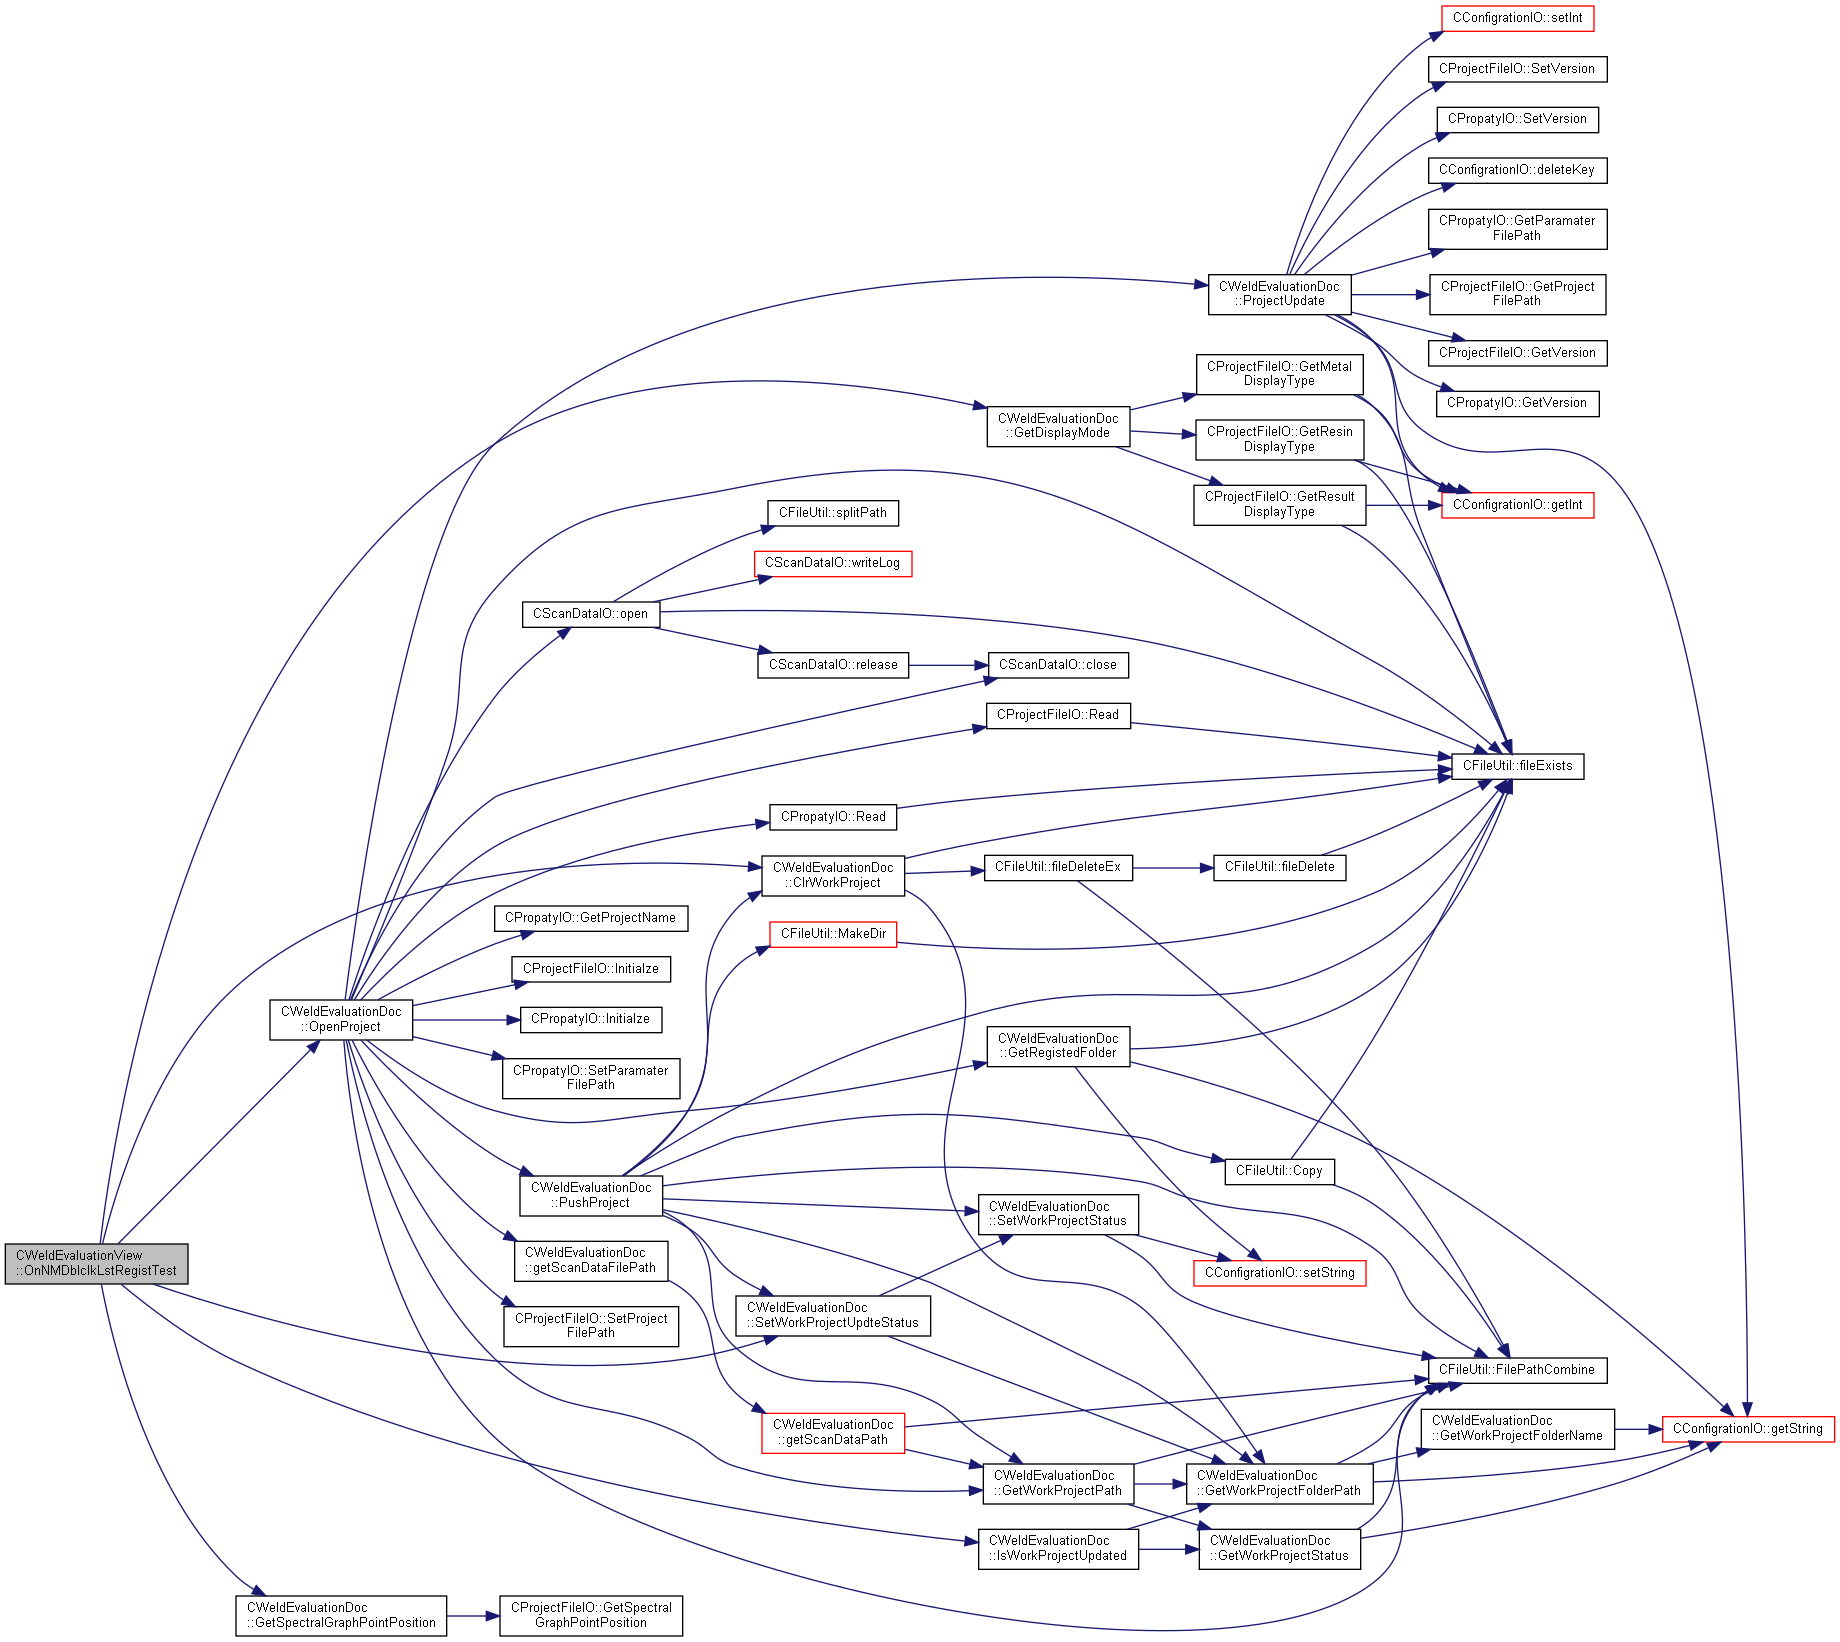 CConfigrationIO::setInt
CProjectFileIO::SetVersion
CPropatyIO::SetVersion
CConfigrationIO::deleteKey
CPropatyIO::GetParamater
FilePath
CWeldEvaluationDoc
::ProjectUpdate
CProjectFileIO::GetProject
FilePath
CProjectFileIO::GetVersion
CProjectFileIO::GetMetal
DisplayType
CPropatyIO::GetVersion
CWeldEvaluationDoc
::GetDisplayMode
CProjectFileIO::GetResin
DisplayType
CProjectFileIO::GetResult
DisplayType
CConfigrationIO::getInt
CFileUtil::splitPath
CScanDataIO::writeLog
CScanDataIO::open
CScanDataIO::release
CScanDataIO::close
CProjectFileIO::Read
CFileUtil::fileExists
CPropatyIO::Read
CWeldEvaluationDoc
::ClrWorkProject
CFileUtil::fileDeleteEx
CFileUtil::fileDelete
CPropatyIO::GetProjectName
CFileUtil::MakeDir
CProjectFileIO::Initialze
CWeldEvaluationDoc
::OpenProject
CPropatyIO::Initialze
CWeldEvaluationDoc
::GetRegistedFolder
CPropatyIO::SetParamater
FilePath
CFileUtil::Copy
CWeldEvaluationDoc
::PushProject
CWeldEvaluationDoc
::SetWorkProjectStatus
CWeldEvaluationView
::OnNMDblclkLstRegistTest
CWeldEvaluationDoc
::getScanDataFilePath
CConfigrationIO::setString
CProjectFileIO::SetProject
FilePath
CWeldEvaluationDoc
::SetWorkProjectUpdteStatus
CFileUtil::FilePathCombine
CWeldEvaluationDoc
::getScanDataPath
CWeldEvaluationDoc
::GetWorkProjectFolderName
CConfigrationIO::getString
CWeldEvaluationDoc
::GetWorkProjectPath
CWeldEvaluationDoc
::GetWorkProjectFolderPath
CWeldEvaluationDoc
::IsWorkProjectUpdated
CWeldEvaluationDoc
::GetWorkProjectStatus
CWeldEvaluationDoc
::GetSpectralGraphPointPosition
CProjectFileIO::GetSpectral
GraphPointPosition